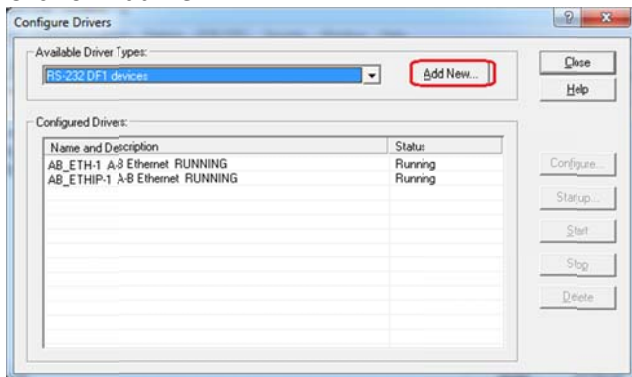 Configure Drivers
Available Driver Types:
RS-232 DF1 devices
Add New...
Close
Help
Configured Drivers:
Name and Description Status
AB_ETH-1 A-B Ethernet RUNNING Running
AB_ETHIP-1 A-B Ethernet RUNNING Running
Configure...
Startup...
Start
Stop
Delete